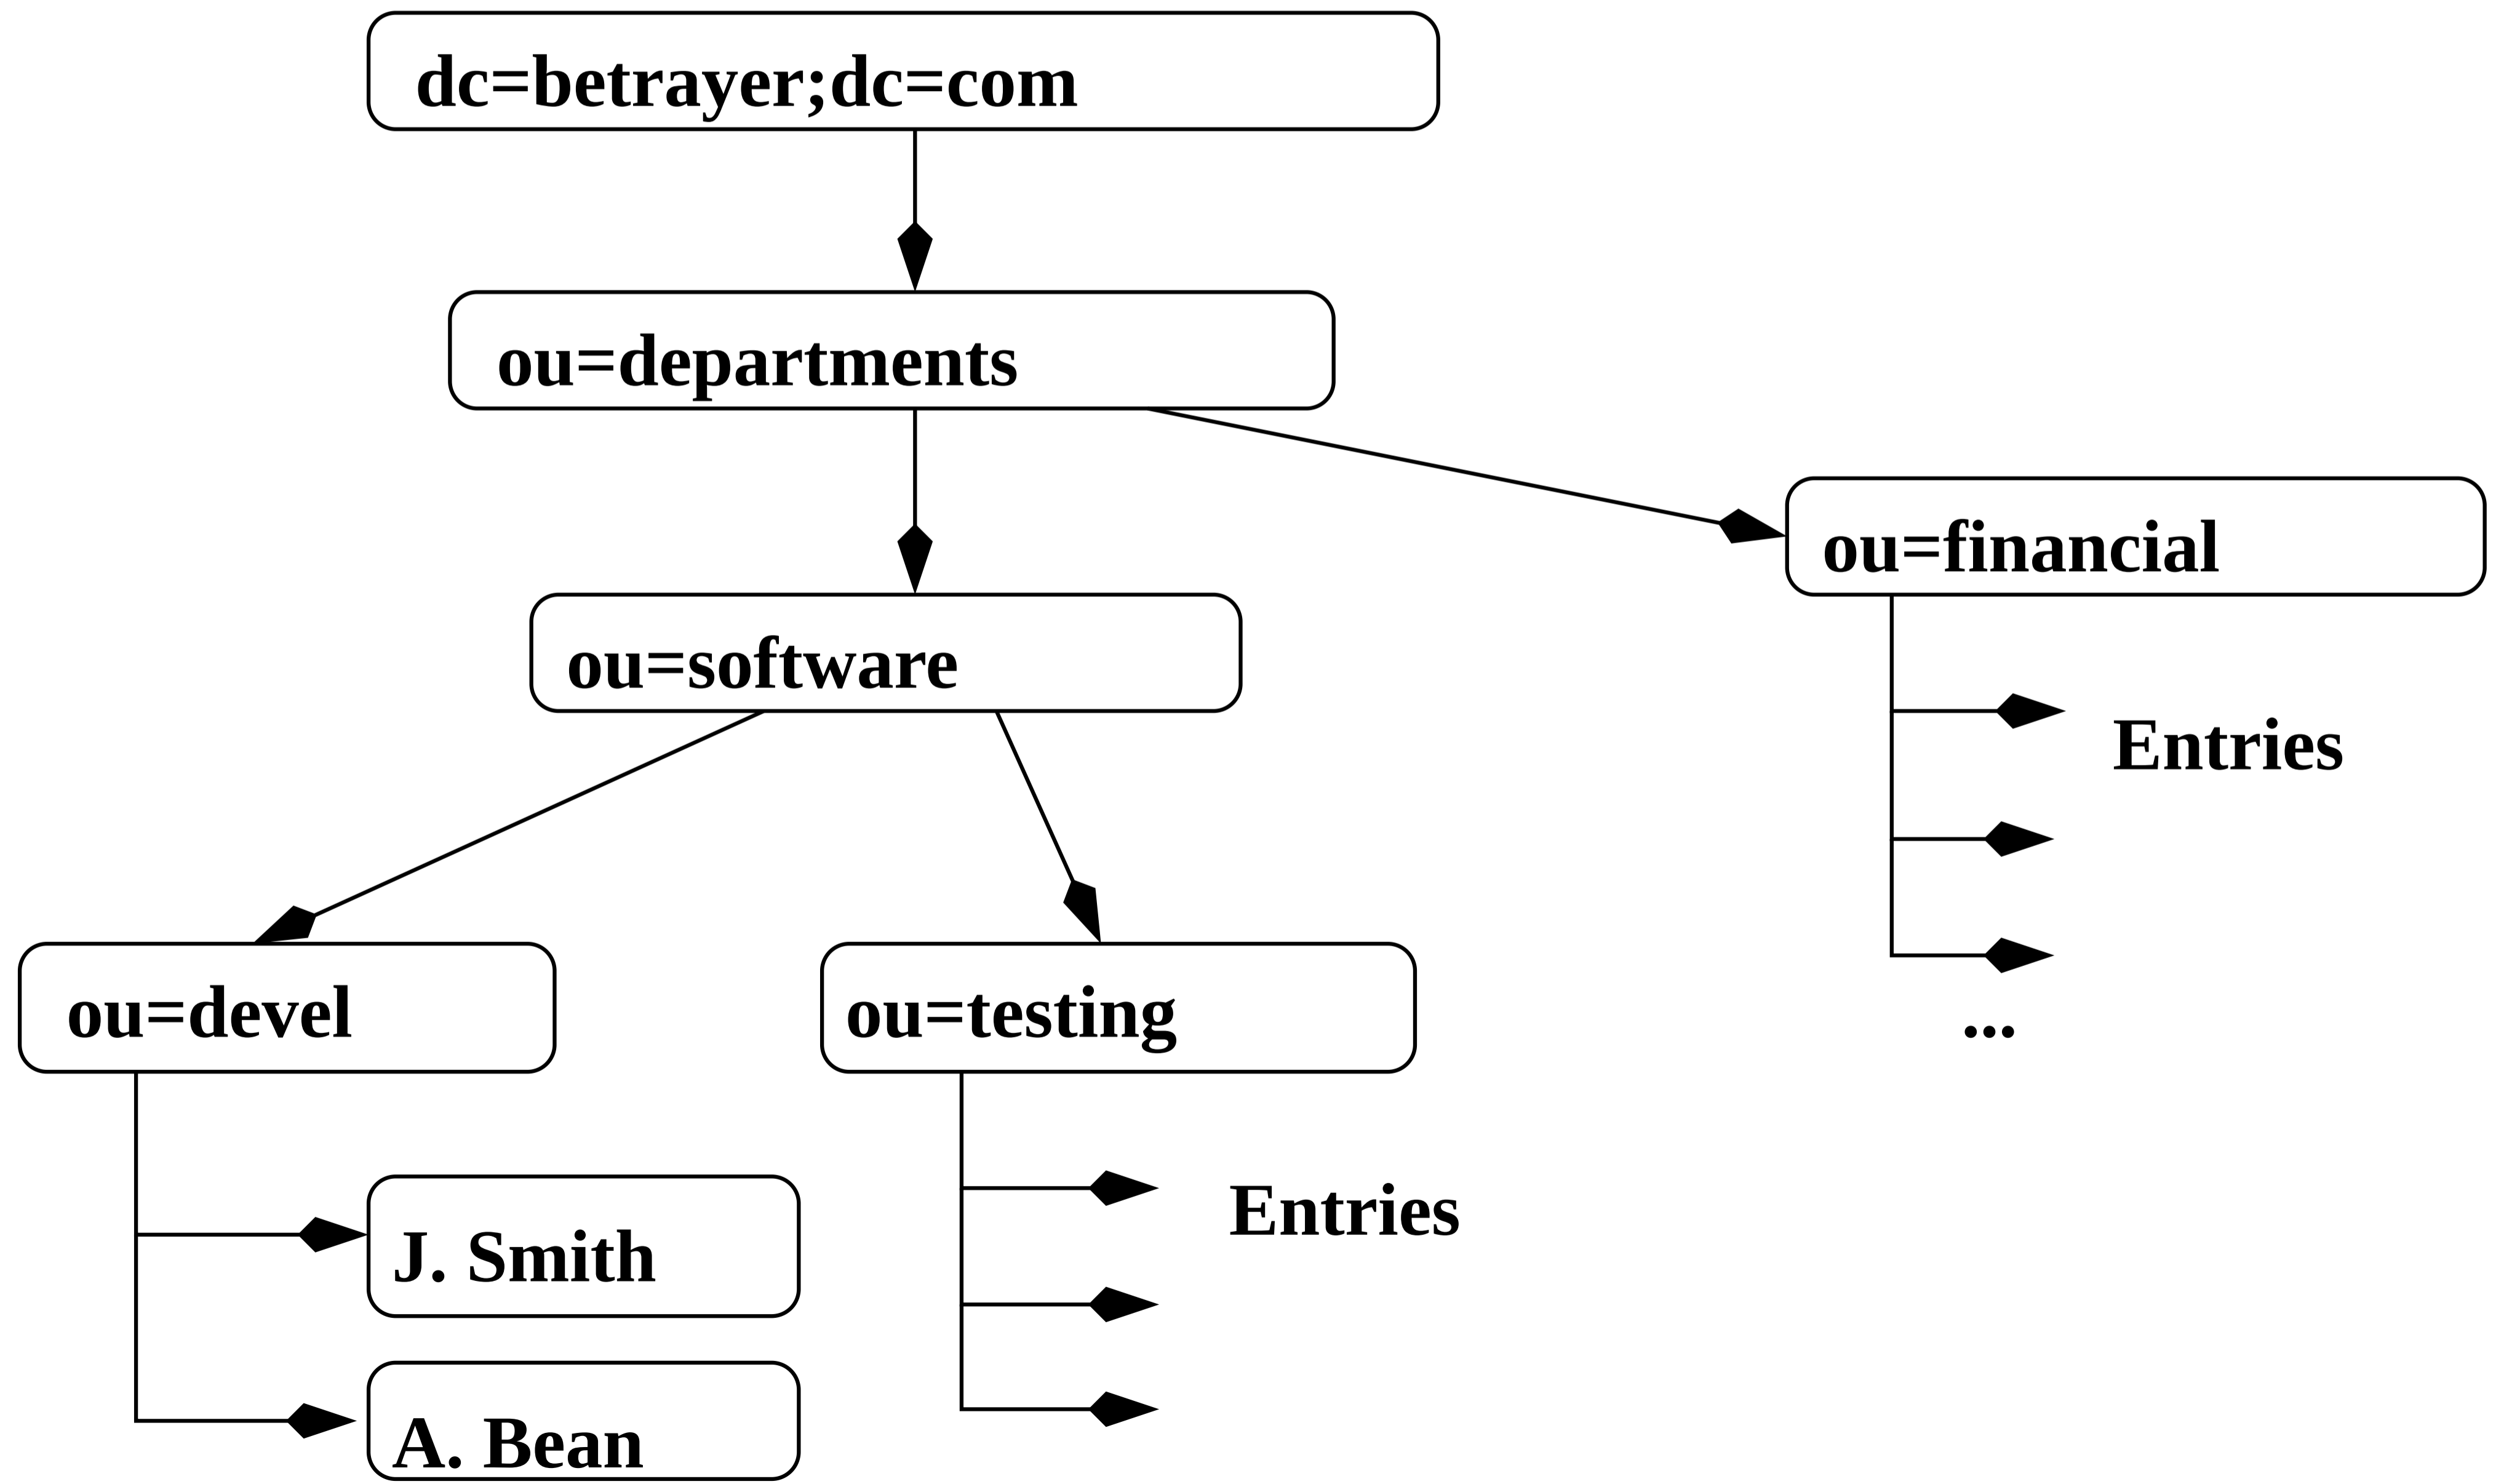 dc=betrayer;dc=com
ou=departments
ou=financial
ou=software
Entries
ou=devel
ou=testing
...
Entries
J. Smith
A. Bean